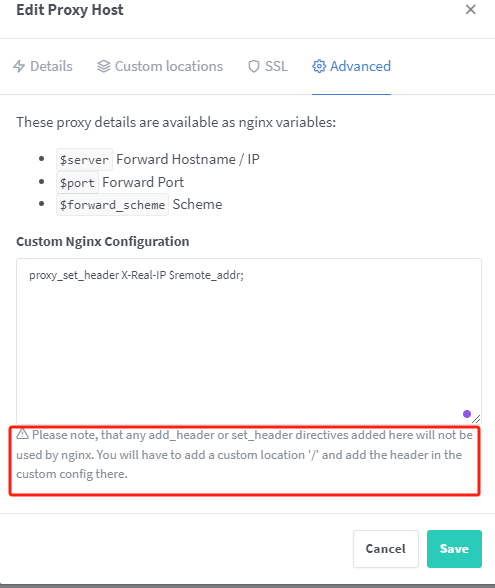 Edit Proxy Host
Details
Custom locations
SSL
Advanced
These proxy details are available as nginx variables:
$server Forward Hostname / IP
$port Forward Port
$forward_scheme Scheme
Custom Nginx Configuration
proxy_set_header X-Real-IP $remote_addr;
Please note, that any add_header or set_header directives added here will not be
used by nginx. You will have to add a custom location '/' and add the header in the
custom config there.
Cancel
Save